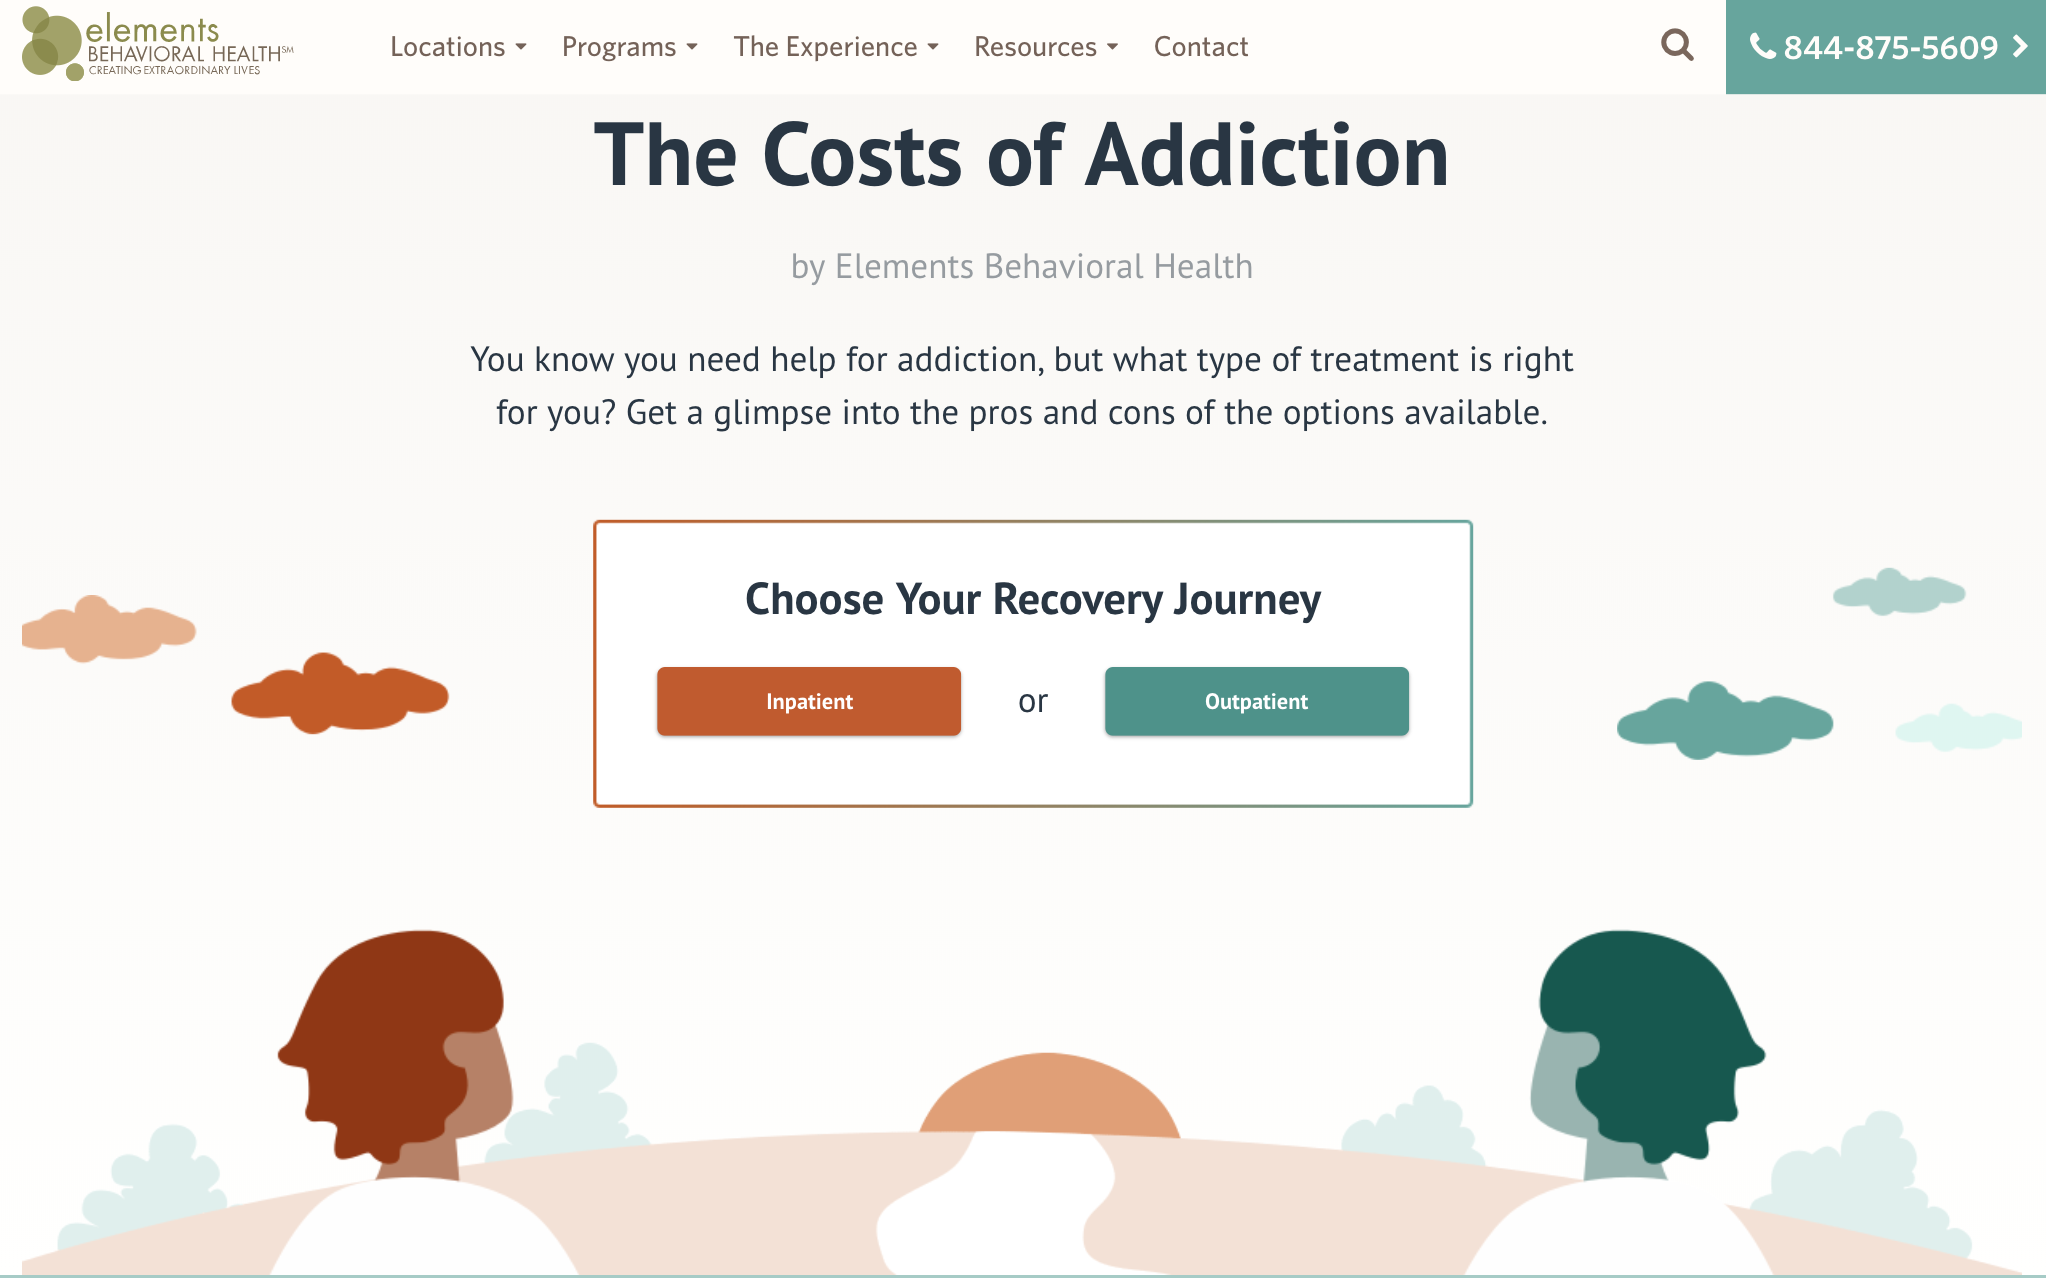 elements
BEHAVIORAL HEALTH℠
CREATING EXTRAORDINARY LIVES
Locations
Programs
The Experience
Resources
Contact
844-875-5609
The Costs of Addiction
by Elements Behavioral Health
You know you need help for addiction, but what type of treatment is right
for you? Get a glimpse into the pros and cons of the options available.
Choose Your Recovery Journey
Inpatient
or
Outpatient